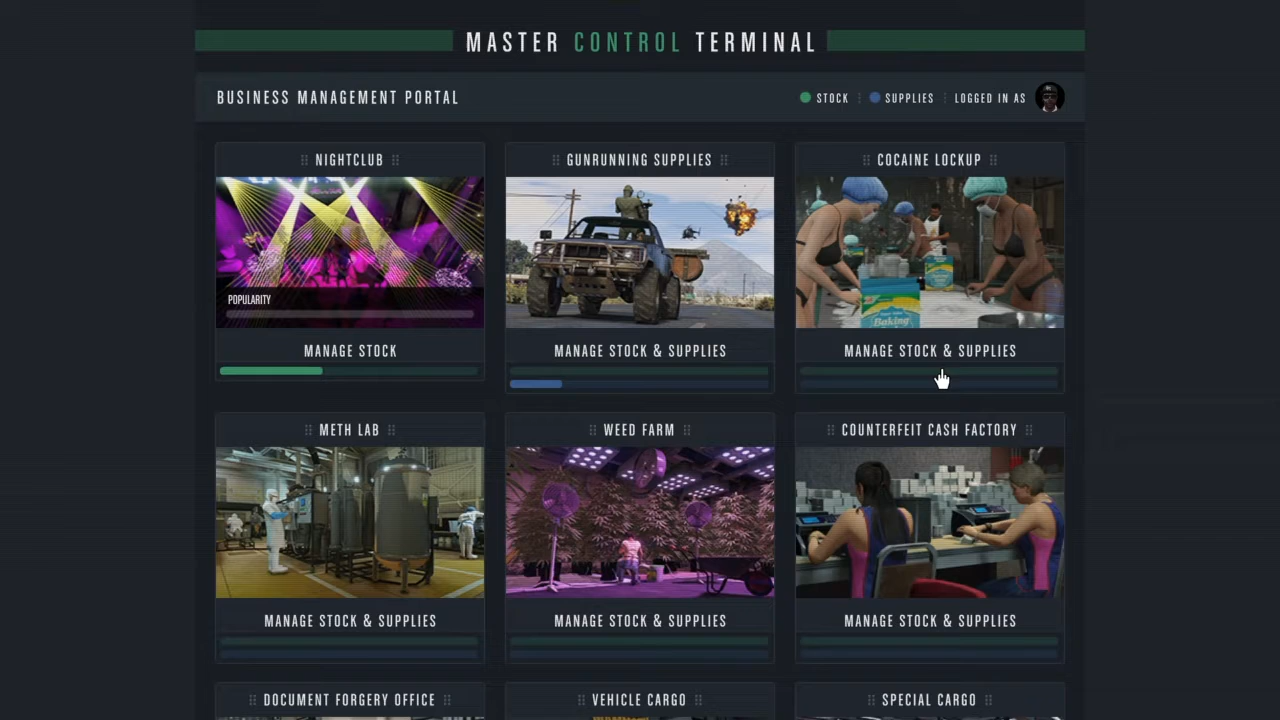 MASTER CONTROL TERMINAL
BUSINESS MANAGEMENT PORTAL
STOCK
SUPPLIES
LOGGED IN AS
NIGHTCLUB
GUNRUNNING SUPPLIES
COCAINE LOCKUP
POPULARITY
Baking
MANAGE STOCK
MANAGE STOCK & SUPPLIES
MANAGE STOCK & SUPPLIES
METH LAB
WEED FARM
COUNTERFEIT CASH FACTORY
MANAGE STOCK & SUPPLIES
MANAGE STOCK & SUPPLIES
MANAGE STOCK & SUPPLIES
DOCUMENT FORGERY OFFICE
VEHICLE CARGO
SPECIAL CARGO